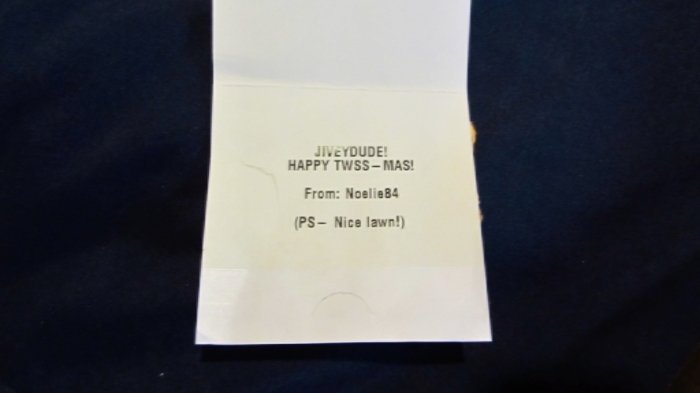 JIVEYDUDE!
HAPPY TWSS – MAS!
From: Noelie84
(PS – Nice lawn!)